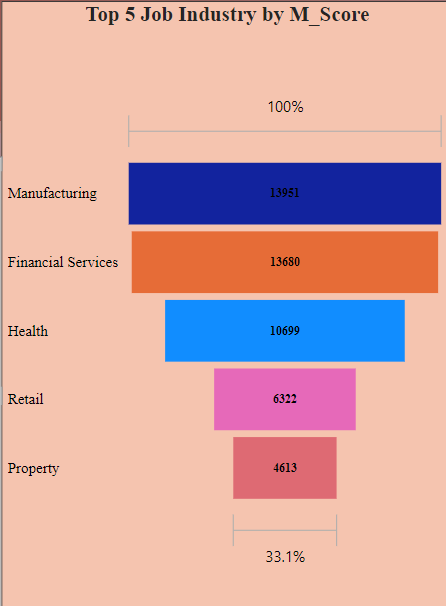 Top 5 Job Industry by M_Score
100%
Manufacturing 13951
Financial Services 13680
Health 10699
Retail 6322
Property 4613
33.1%